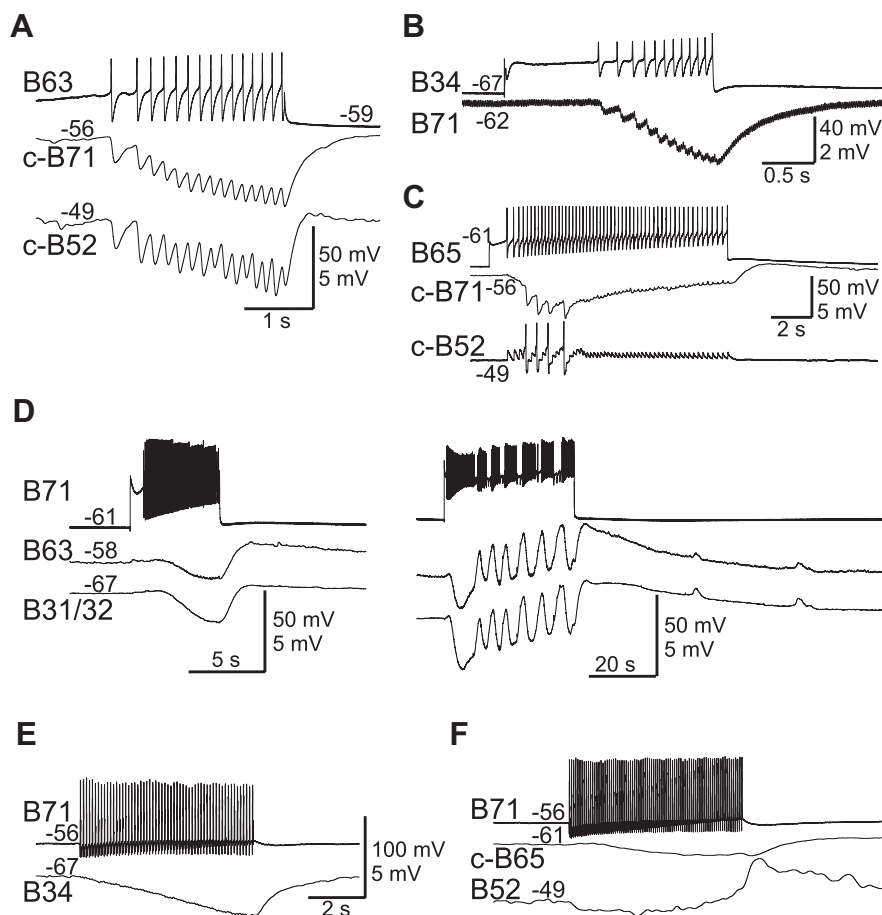 A
B63
-59
-56
c-B71
-49
c-B52
50 mV
5 mV
1 s
B
B34
-67
B71
-62
40 mV
2 mV
0.5 s
C
-61
B65
c-B71
-56
50 mV
5 mV
2 s
c-B52
-49
D
B71
-61
B63
-58
-67
B31/32
50 mV
5 mV
5 s
50 mV
5 mV
20 s
E
B71
-56
-67
B34
100 mV
5 mV
2 s
F
B71
-56
-61
c-B65
B52
-49